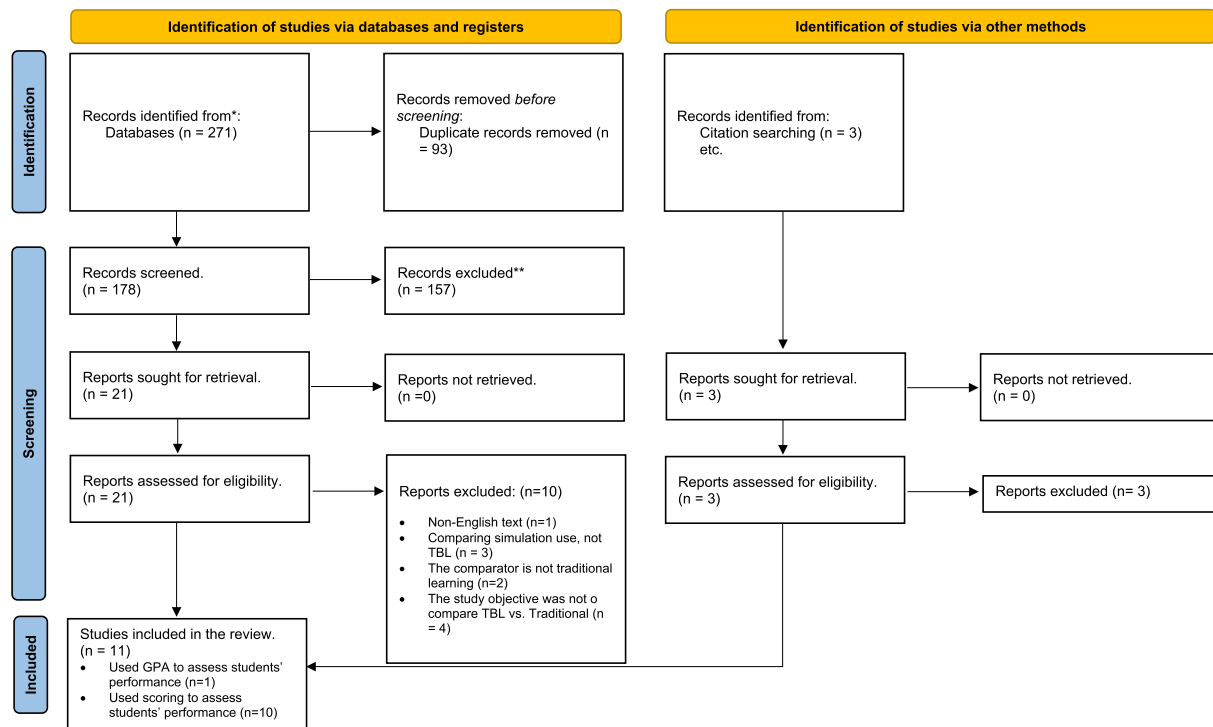 Identification of studies via databases and registers
Identification of studies via other methods
Identification
Records identified from*:
Databases (n = 271)
Records removed before
screening:
Duplicate records removed (n
= 93)
Records identified from:
Citation searching (n = 3)
etc.
Screening
Records screened.
(n = 178)
Records excluded**
(n = 157)
Reports sought for retrieval.
(n = 21)
Reports not retrieved.
(n =0)
Reports sought for retrieval.
(n = 3)
Reports not retrieved.
(n = 0)
Reports assessed for eligibility.
(n = 21)
Reports excluded: (n=10)
• Non-English text (n=1)
• Comparing simulation use, not
TBL (n = 3)
• The comparator is not traditional
learning (n=2)
• The study objective was not o
compare TBL vs. Traditional (n
= 4)
Reports assessed for eligibility.
(n = 3)
Reports excluded (n= 3)
Included
Studies included in the review.
(n = 11)
• Used GPA to assess students’
performance (n=1)
• Used scoring to assess
students’ performance (n=10)